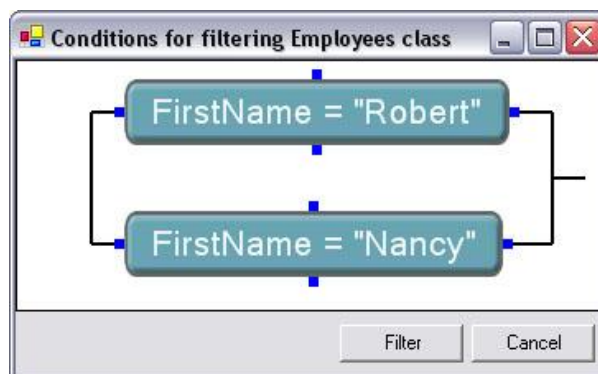 Conditions for filtering Employees class
FirstName = "Robert"
FirstName = "Nancy"
Filter Cancel